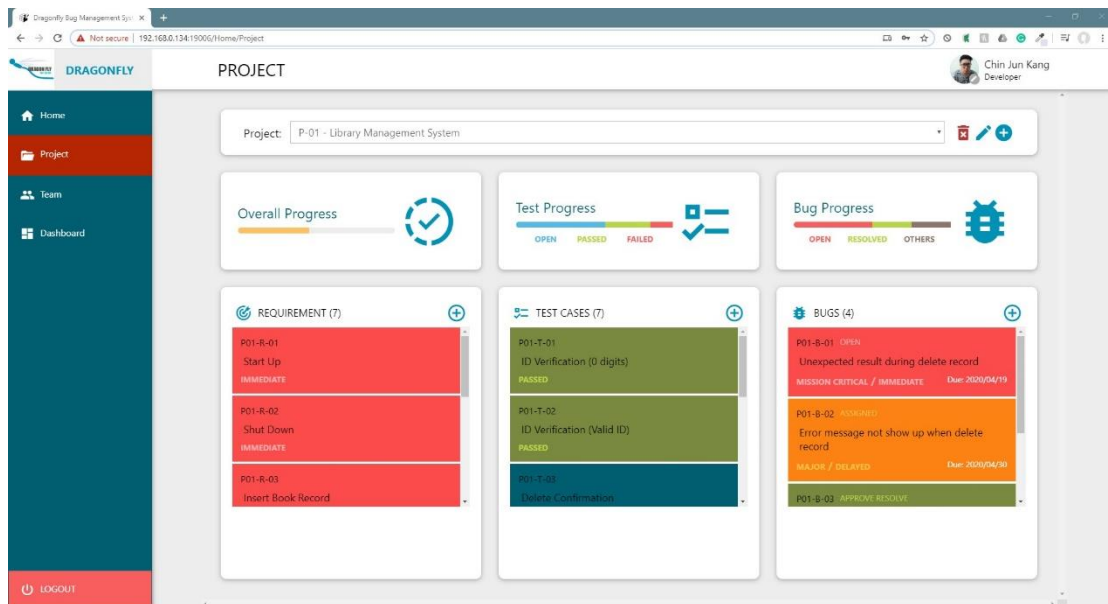 Dragonfly Bug Management Sys
Not secure | 192.168.0.134:19006/Home/Project
DRAGONFLY
PROJECT
Chin Jun Kang
Developer
Home
Project
Team
Dashboard
LOGOUT
Project: P-01 - Library Management System
Overall Progress
Test Progress
OPEN PASSED FAILED
Bug Progress
OPEN RESOLVED OTHERS
REQUIREMENT (7)
P01-R-01
Start Up
IMMEDIATE
P01-R-02
Shut Down
IMMEDIATE
P01-R-03
Insert Book Record
TEST CASES (7)
P01-T-01
ID Verification (0 digits)
PASSED
P01-T-02
ID Verification (Valid ID)
PASSED
P01-T-03
Delete Confirmation
BUGS (4)
P01-B-01 OPEN
Unexpected result during delete record
MISSION CRITICAL / IMMEDIATE Due: 2020/04/19
P01-B-02 ASSIGNED
Error message not show up when delete
record
MAJOR / DELAYED Due: 2020/04/30
P01-B-03 APPROVE RESOLVE